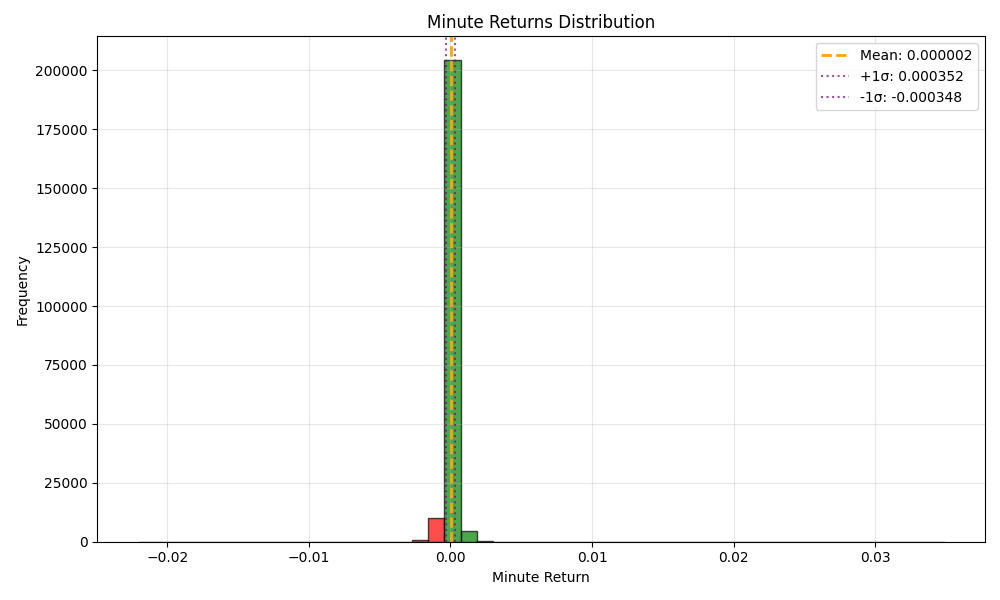 Minute Returns Distribution
Mean: 0.000002
+1σ: 0.000352
-1σ: -0.000348
200000
175000
150000
125000
100000
75000
50000
25000
0
Frequency
−0.02
−0.01
0.00
0.01
0.02
0.03
Minute Return